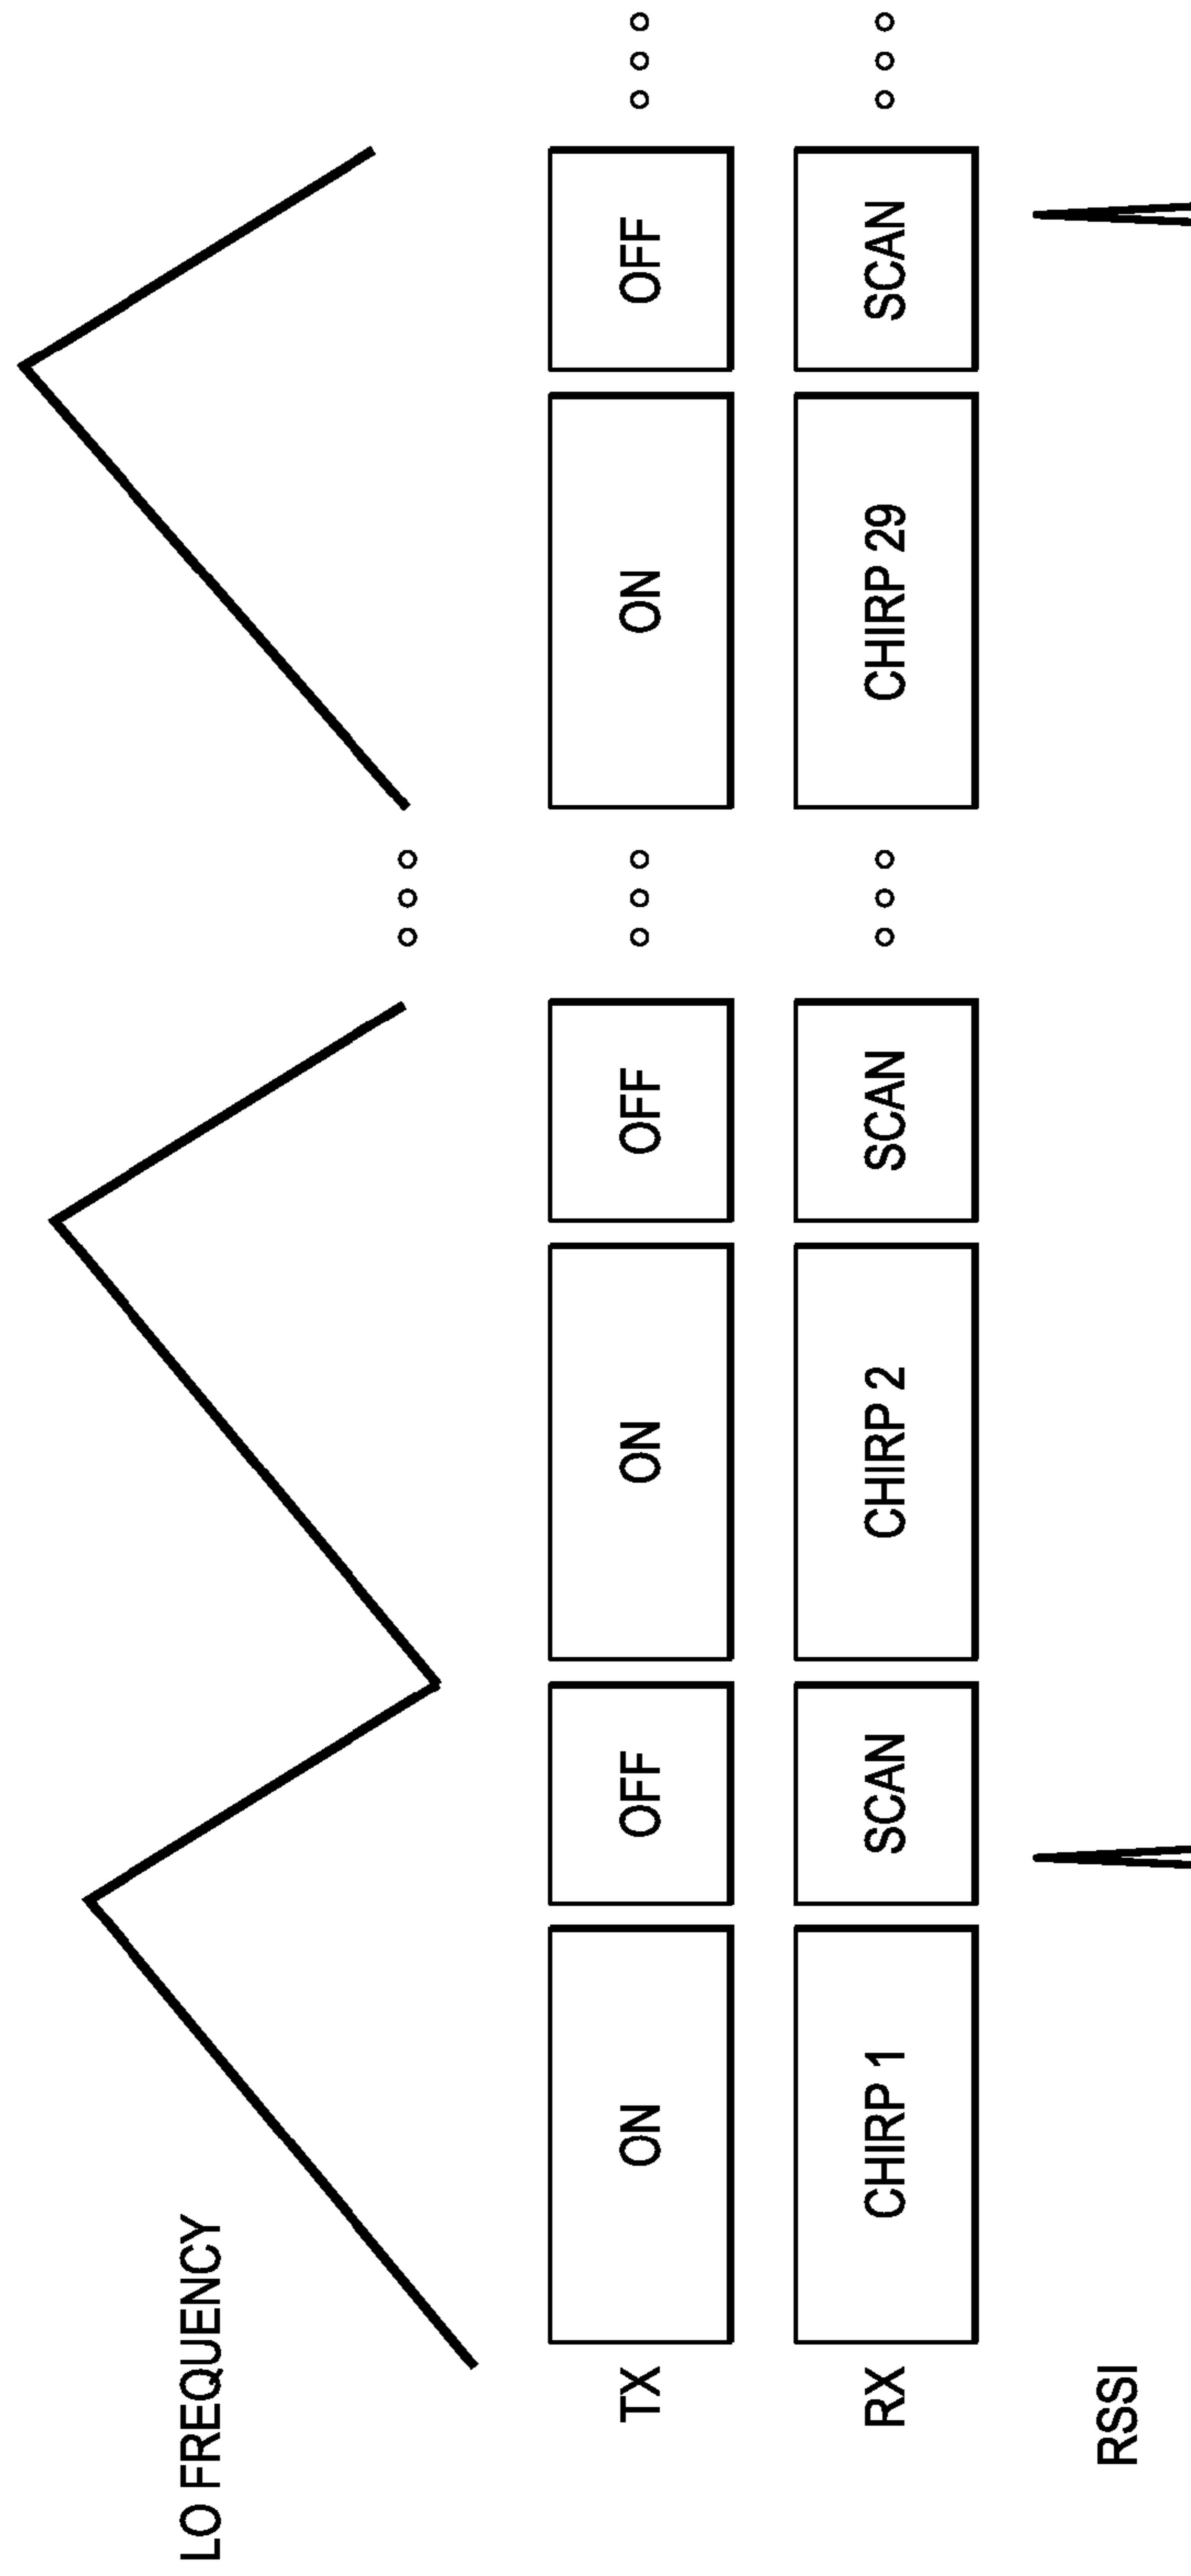 LO FREQUENCY
TX
ON
OFF
ON
OFF
ON
OFF
RX
CHIRP 1
SCAN
CHIRP 2
SCAN
CHIRP 29
SCAN
RSSI